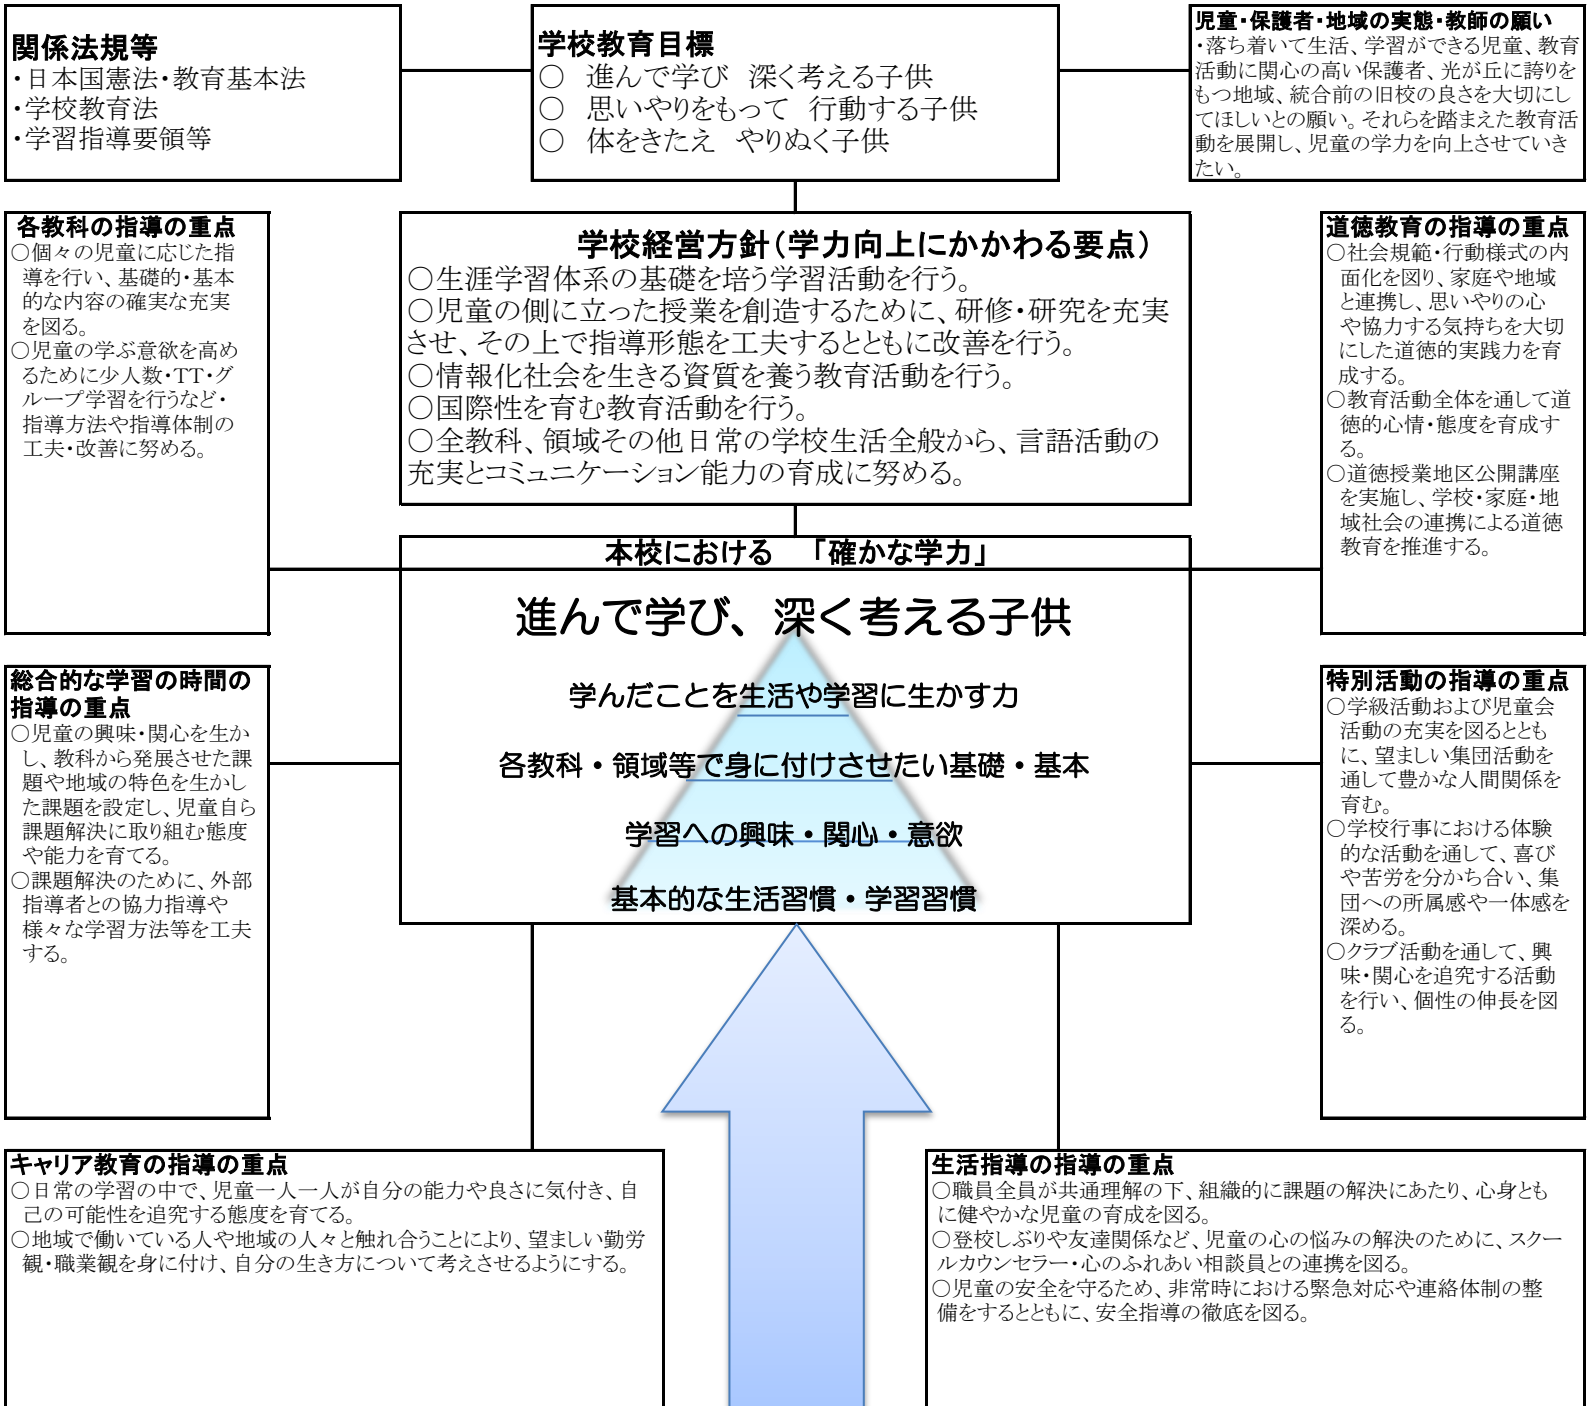 関係法規等
・日本国憲法・教育基本法
・学校教育法
・学習指導要領等
学校教育目標
○　進んで学び　深く考える子供
○　思いやりをもって　行動する子供
○　体をきたえ　やりぬく子供
児童・保護者・地域の実態・教師の願い
・落ち着いて生活、学習ができる児童、教育
活動に関心の高い保護者、光が丘に誇りを
もつ地域、統合前の旧校の良さを大切にし
てほしいとの願い。それらを踏まえた教育活
動を展開し、児童の学力を向上させていき
たい。
各教科の指導の重点
○個々の児童に応じた指
導を行い、基礎的・基本
的な内容の確実な充実
を図る。
○児童の学ぶ意欲を高め
るために少人数・TT・グ
ループ学習を行うなど・
指導方法や指導体制の
工夫・改善に努める。
学校経営方針（学力向上にかかわる要点）
○生涯学習体系の基礎を培う学習活動を行う。
○児童の側に立った授業を創造するために、研修・研究を充実
させ、その上で指導形態を工夫するとともに改善を行う。
○情報化社会を生きる資質を養う教育活動を行う。
○国際性を育む教育活動を行う。
○全教科、領域その他日常の学校生活全般から、言語活動の
充実とコミュニケーション能力の育成に努める。
道徳教育の指導の重点
○社会規範・行動様式の内
面化を図り、家庭や地域
と連携し、思いやりの心
や協力する気持ちを大切
にした道徳的実践力を育
成する。
○教育活動全体を通して道
徳的心情・態度を育成す
る。
○道徳授業地区公開講座
を実施し、学校・家庭・地
域社会の連携による道徳
教育を推進する。
本校における　「確かな学力」
進んで学び、深く考える子供
学んだことを生活や学習に生かす力
各教科・領域等で身に付けさせたい基礎・基本
学習への興味・関心・意欲
基本的な生活習慣・学習習慣
総合的な学習の時間の
指導の重点
○児童の興味・関心を生か
し、教科から発展させた課
題や地域の特色を生かし
た課題を設定し、児童自ら
課題解決に取り組む態度
や能力を育てる。
○課題解決のために、外部
指導者との協力指導や
様々な学習方法等を工夫
する。
特別活動の指導の重点
○学級活動および児童会
活動の充実を図るととも
に、望ましい集団活動を
通して豊かな人間関係を
育む。
○学校行事における体験
的な活動を通して、喜び
や苦労を分かち合い、集
団への所属感や一体感を
深める。
○クラブ活動を通して、興
味・関心を追究する活動
を行い、個性の伸長を図
る。
キャリア教育の指導の重点
○日常の学習の中で、児童一人一人が自分の能力や良さに気付き、自
己の可能性を追究する態度を育てる。
○地域で働いている人や地域の人々と触れ合うことにより、望ましい勤労
観・職業観を身に付け、自分の生き方について考えさせるようにする。
生活指導の指導の重点
○職員全員が共通理解の下、組織的に課題の解決にあたり、心身とも
に健やかな児童の育成を図る。
○登校しぶりや友達関係など、児童の心の悩みの解決のために、スクー
ルカウンセラー・心のふれあい相談員との連携を図る。
○児童の安全を守るため、非常時における緊急対応や連絡体制の整
備をするとともに、安全指導の徹底を図る。